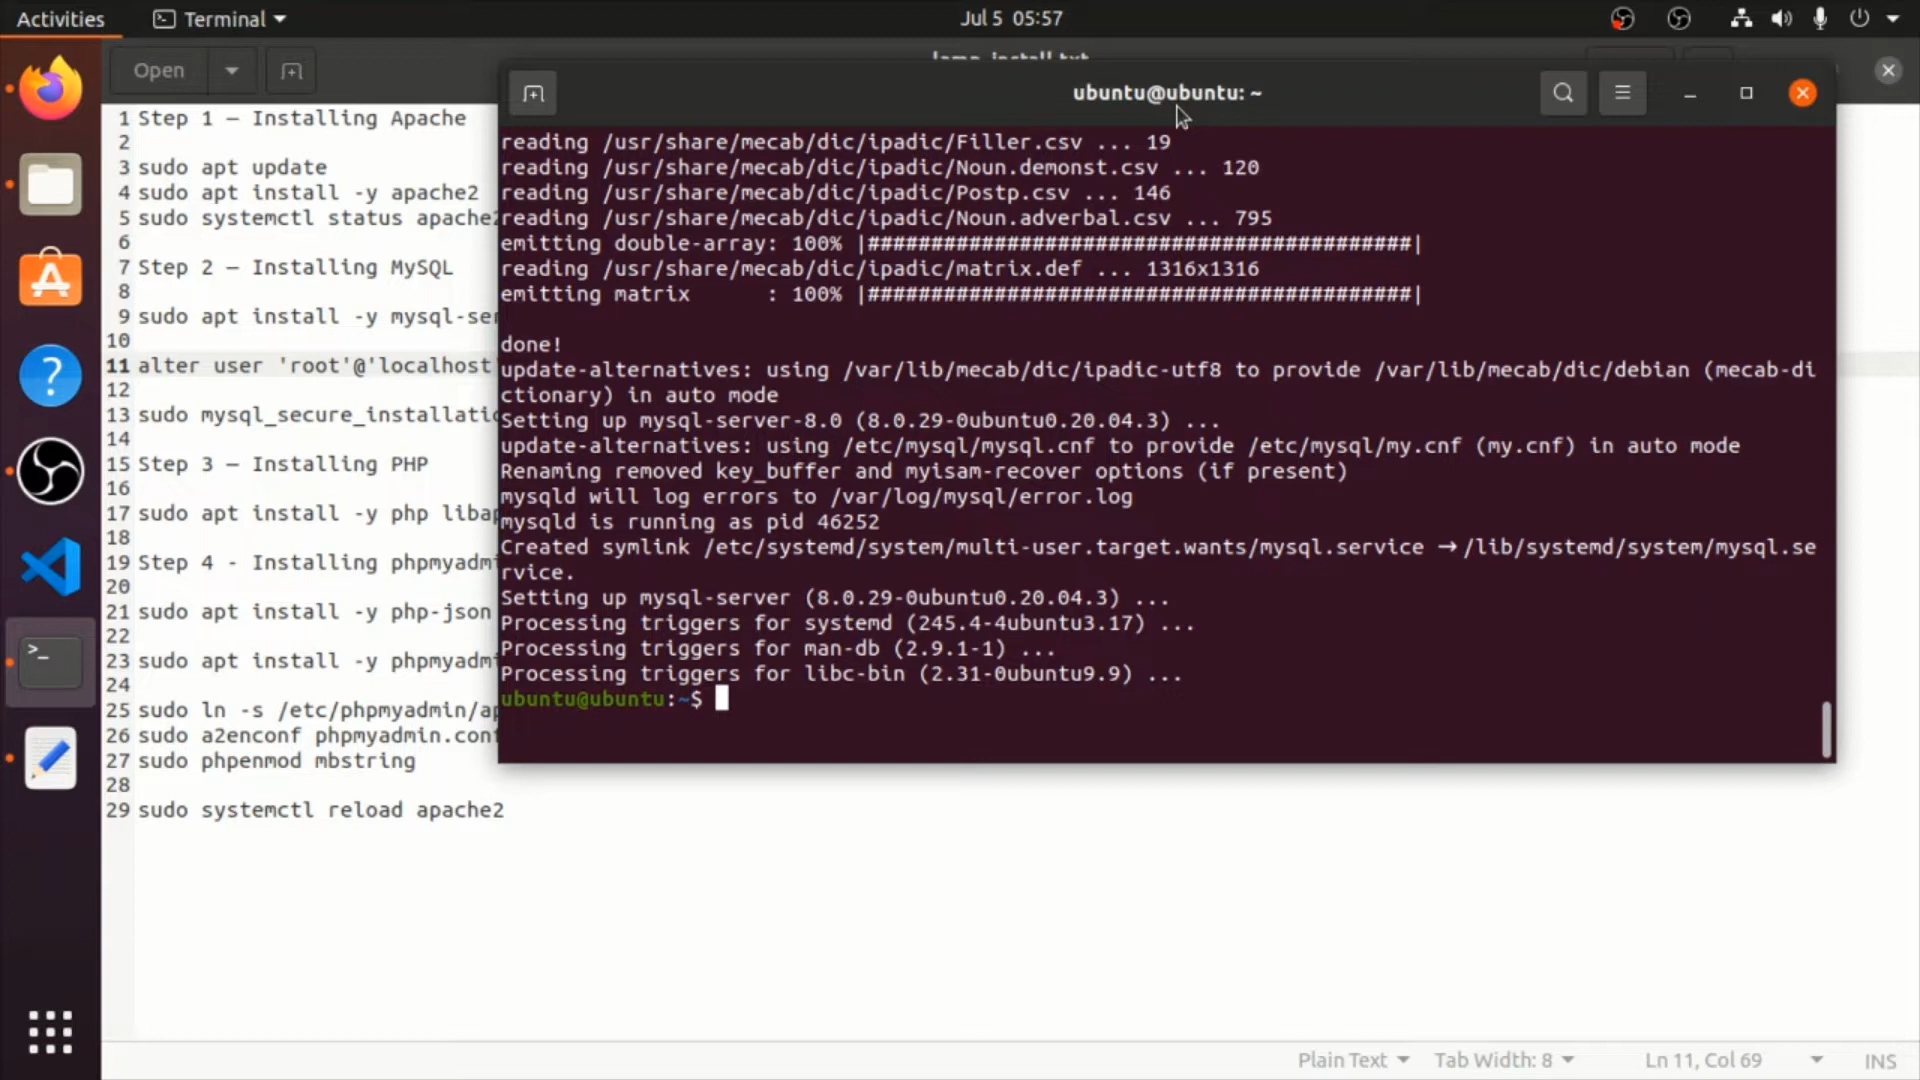 Activities
Terminal
Jul 5 05:57
Open
1 Step 1 – Installing Apache
2
3 sudo apt update
4 sudo apt install -y apache2
5 sudo systemctl status apache2
6
7 Step 2 – Installing MySQL
8
9 sudo apt install -y mysql-ser
10
11 alter user 'root'@'localhost'
12
13 sudo mysql_secure_installatio
14
15 Step 3 – Installing PHP
16
17 sudo apt install -y php libap
18
19 Step 4 - Installing phpmyadmi
20
21 sudo apt install -y php-json
22
23 sudo apt install -y phpmyadmi
24
25 sudo ln -s /etc/phpmyadmin/ap
26 sudo a2enconf phpmyadmin.conf
27 sudo phpenmod mbstring
28
29 sudo systemctl reload apache2
ubuntu@ubuntu: ~
reading /usr/share/mecab/dic/ipadic/Filler.csv ... 19
reading /usr/share/mecab/dic/ipadic/Noun.demonst.csv ... 120
reading /usr/share/mecab/dic/ipadic/Postp.csv ... 146
reading /usr/share/mecab/dic/ipadic/Noun.adverbal.csv ... 795
emitting double-array: 100% |###########################################|
reading /usr/share/mecab/dic/ipadic/matrix.def ... 1316x1316
emitting matrix      : 100% |###########################################|
done!
update-alternatives: using /var/lib/mecab/dic/ipadic-utf8 to provide /var/lib/mecab/dic/debian (mecab-di
ctionary) in auto mode
Setting up mysql-server-8.0 (8.0.29-0ubuntu0.20.04.3) ...
update-alternatives: using /etc/mysql/mysql.cnf to provide /etc/mysql/my.cnf (my.cnf) in auto mode
Renaming removed key_buffer and myisam-recover options (if present)
mysqld will log errors to /var/log/mysql/error.log
mysqld is running as pid 46252
Created symlink /etc/systemd/system/multi-user.target.wants/mysql.service → /lib/systemd/system/mysql.se
rvice.
Setting up mysql-server (8.0.29-0ubuntu0.20.04.3) ...
Processing triggers for systemd (245.4-4ubuntu3.17) ...
Processing triggers for man-db (2.9.1-1) ...
Processing triggers for libc-bin (2.31-0ubuntu9.9) ...
ubuntu@ubuntu:~$
Plain Text
Tab Width: 8
Ln 11, Col 69
INS